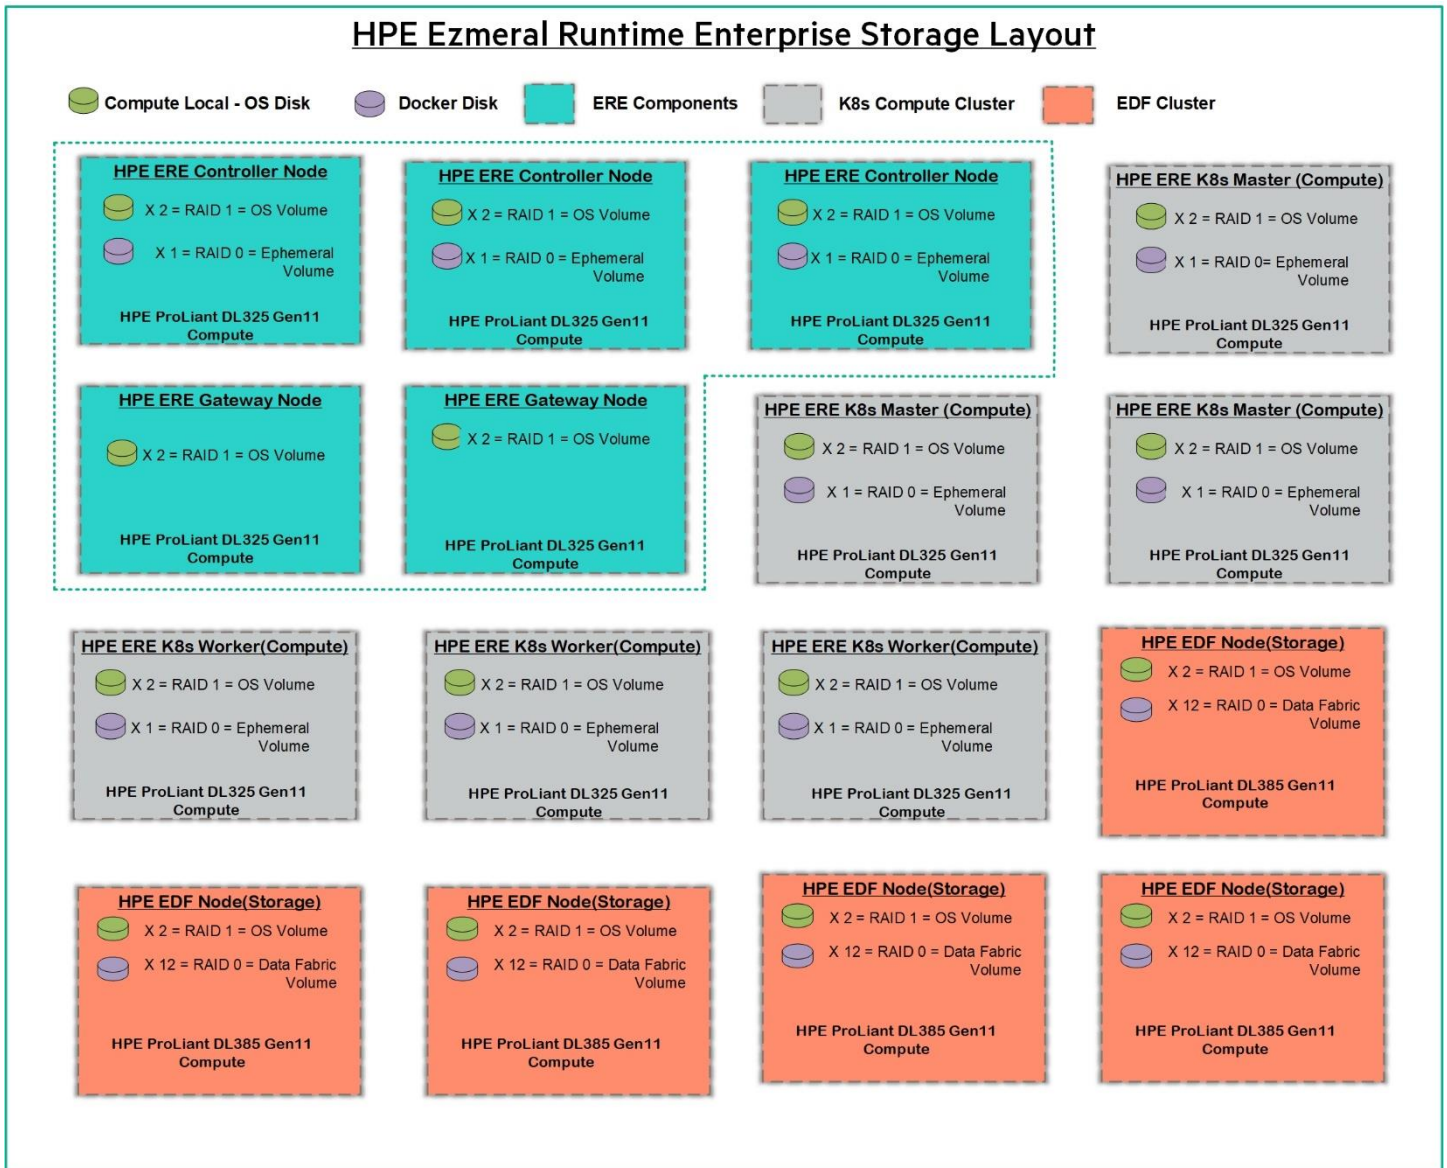 HPE Ezmeral Runtime Enterprise Storage Layout
Compute Local - OS Disk
Docker Disk
ERE Components
K8s Compute Cluster
EDF Cluster
HPE ERE Controller Node
X 2 = RAID 1 = OS Volume
X 1 = RAID 0 = Ephemeral
Volume
HPE ProLiant DL325 Gen11
Compute
HPE ERE Controller Node
X 2 = RAID 1 = OS Volume
X 1 = RAID 0 = Ephemeral
Volume
HPE ProLiant DL325 Gen11
Compute
HPE ERE Controller Node
X 2 = RAID 1 = OS Volume
X 1 = RAID 0 = Ephemeral
Volume
HPE ProLiant DL325 Gen11
Compute
HPE ERE K8s Master (Compute)
X 2 = RAID 1 = OS Volume
X 1 = RAID 0= Ephemeral
Volume
HPE ProLiant DL325 Gen11
Compute
HPE ERE Gateway Node
X 2 = RAID 1 = OS Volume
HPE ProLiant DL325 Gen11
Compute
HPE ERE Gateway Node
X 2 = RAID 1 = OS Volume
HPE ProLiant DL325 Gen11
Compute
HPE ERE K8s Master (Compute)
X 2 = RAID 1 = OS Volume
X 1 = RAID 0 = Ephemeral
Volume
HPE ProLiant DL325 Gen11
Compute
HPE ERE K8s Master (Compute)
X 2 = RAID 1 = OS Volume
X 1 = RAID 0 = Ephemeral
Volume
HPE ProLiant DL325 Gen11
Compute
HPE ERE K8s Worker(Compute)
X 2 = RAID 1 = OS Volume
X 1 = RAID 0 = Ephemeral
Volume
HPE ProLiant DL325 Gen11
Compute
HPE ERE K8s Worker(Compute)
X 2 = RAID 1 = OS Volume
X 1 = RAID 0 = Ephemeral
Volume
HPE ProLiant DL325 Gen11
Compute
HPE ERE K8s Worker(Compute)
X 2 = RAID 1 = OS Volume
X 1 = RAID 0 = Ephemeral
Volume
HPE ProLiant DL325 Gen11
Compute
HPE EDF Node(Storage)
X 2 = RAID 1 = OS Volume
X 12 = RAID 0 = Data Fabric
Volume
HPE ProLiant DL385 Gen11
Compute
HPE EDF Node(Storage)
X 2 = RAID 1 = OS Volume
X 12 = RAID 0 = Data Fabric
Volume
HPE ProLiant DL385 Gen11
Compute
HPE EDF Node(Storage)
X 2 = RAID 1 = OS Volume
X 12 = RAID 0 = Data Fabric
Volume
HPE ProLiant DL385 Gen11
Compute
HPE EDF Node(Storage)
X 2 = RAID 1 = OS Volume
X 12 = RAID 0 = Data Fabric
Volume
HPE ProLiant DL385 Gen11
Compute
HPE EDF Node(Storage)
X 2 = RAID 1 = OS Volume
X 12 = RAID 0 = Data Fabric
Volume
HPE ProLiant DL385 Gen11
Compute